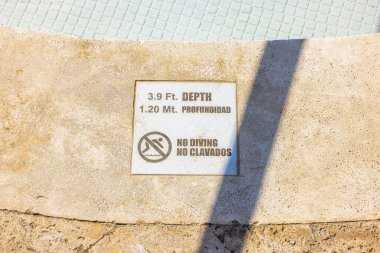 3.9 Ft. DEPTH
1.20 Mt. PROFUNDIDAD
NO DIVING
NO CLAVADOS